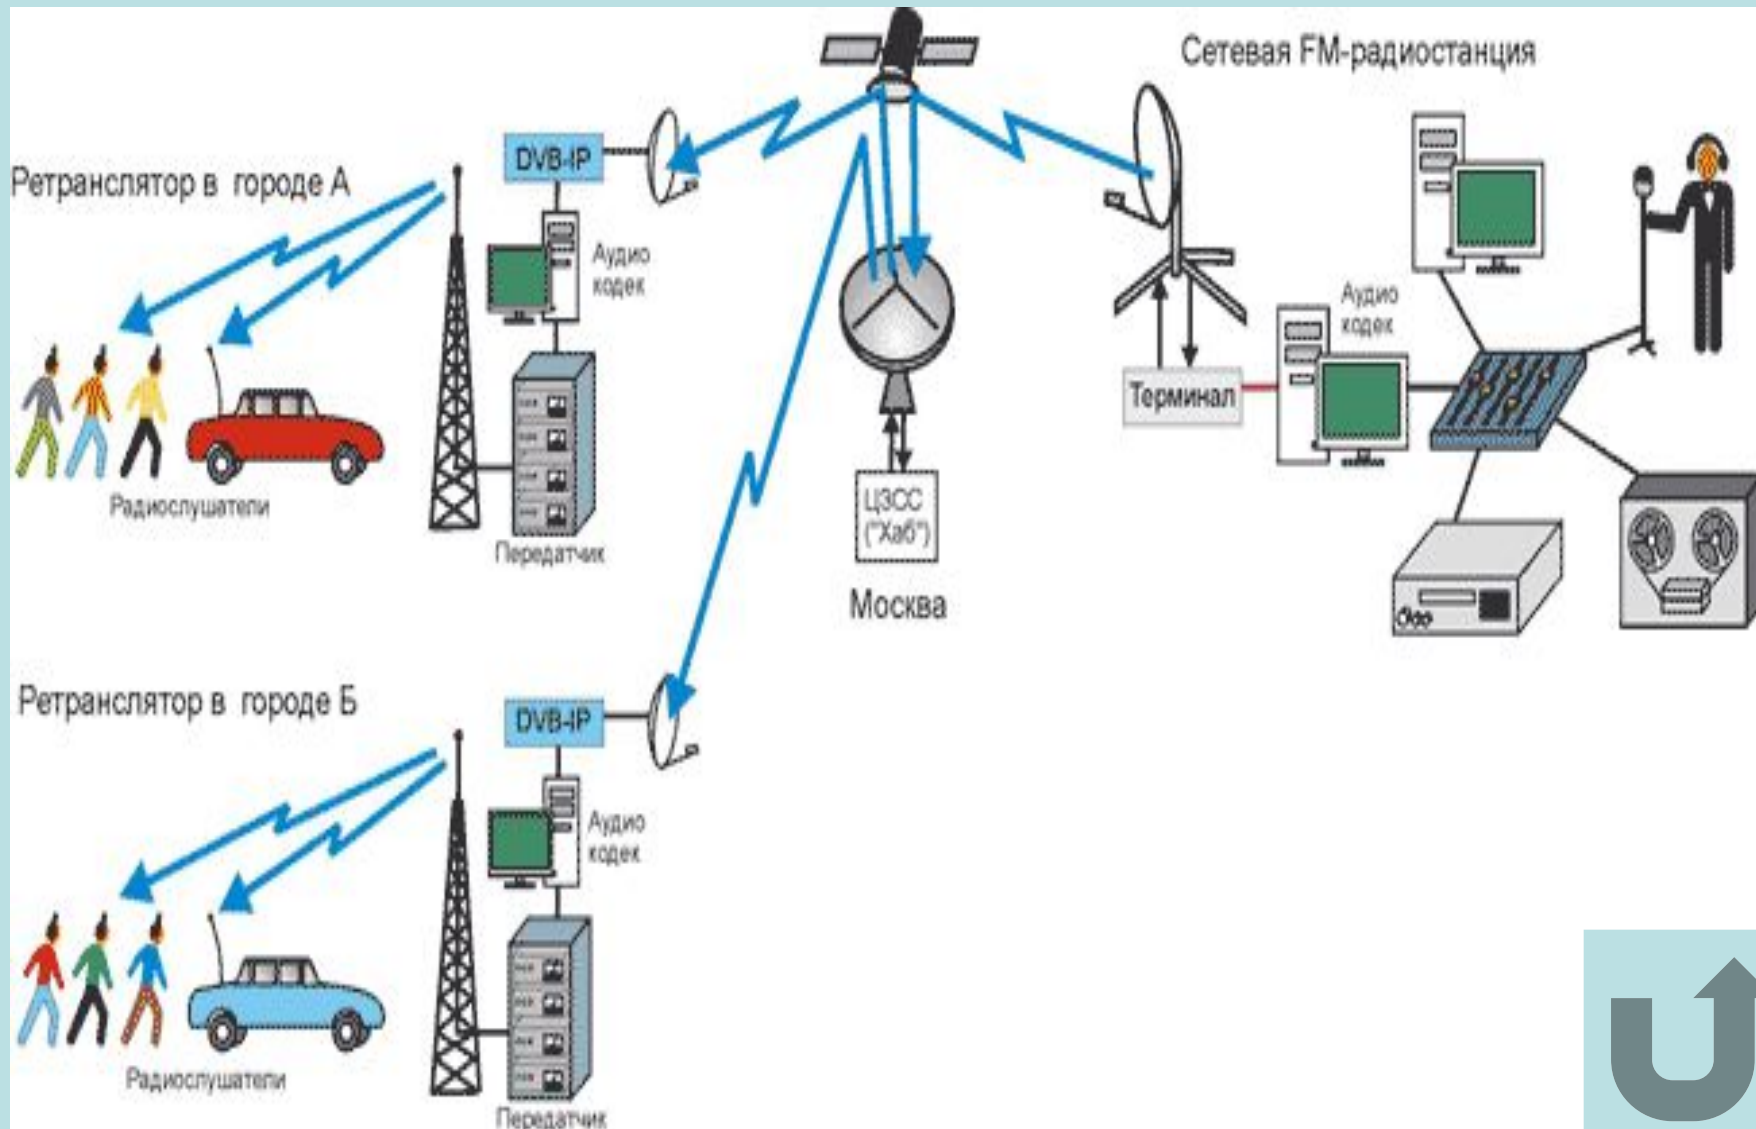 Сетевая FM-радиостанция
Ретранслятор в городе А
DVB-IP
Аудио
кодек
Радиослушатели
Передатчик
Аудио
кодек
Терминал
ЦЗСС
("Хаб")
Москва
Ретранслятор в городе Б
DVB-IP
Аудио
кодек
Радиослушатели
Передатчик